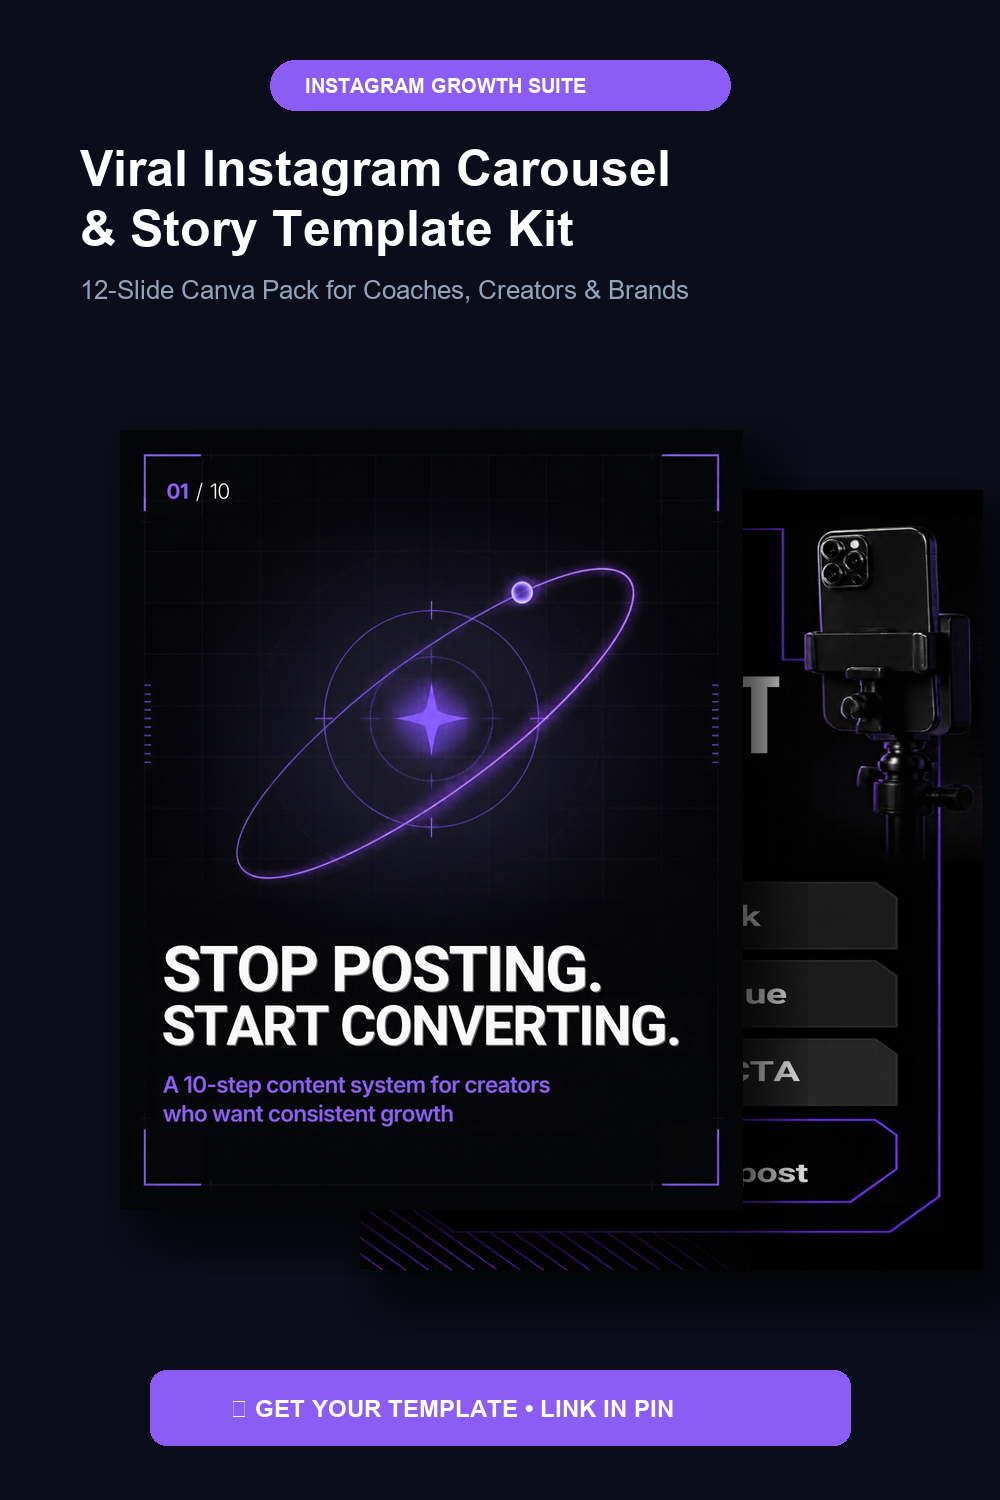 INSTAGRAM GROWTH SUITE
Viral Instagram Carousel
& Story Template Kit
12-Slide Canva Pack for Coaches, Creators & Brands
01 / 10
STOP POSTING.
START CONVERTING.
A 10-step content system for creators
who want consistent growth
T
k
ue
CTA
post
GET YOUR TEMPLATE • LINK IN PIN